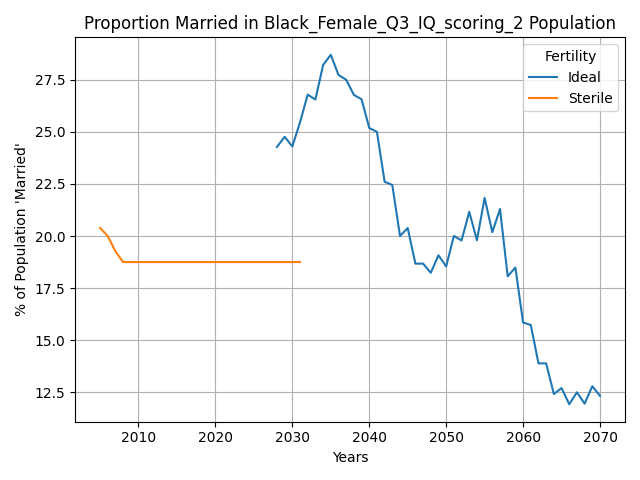 Proportion Married in Black_Female_Q3_IQ_scoring_2 Population
% of Population 'Married'
27.5
25.0
22.5
20.0
17.5
15.0
12.5
Fertility
Ideal
Sterile
2010 2020 2030 2040 2050 2060 2070
Years